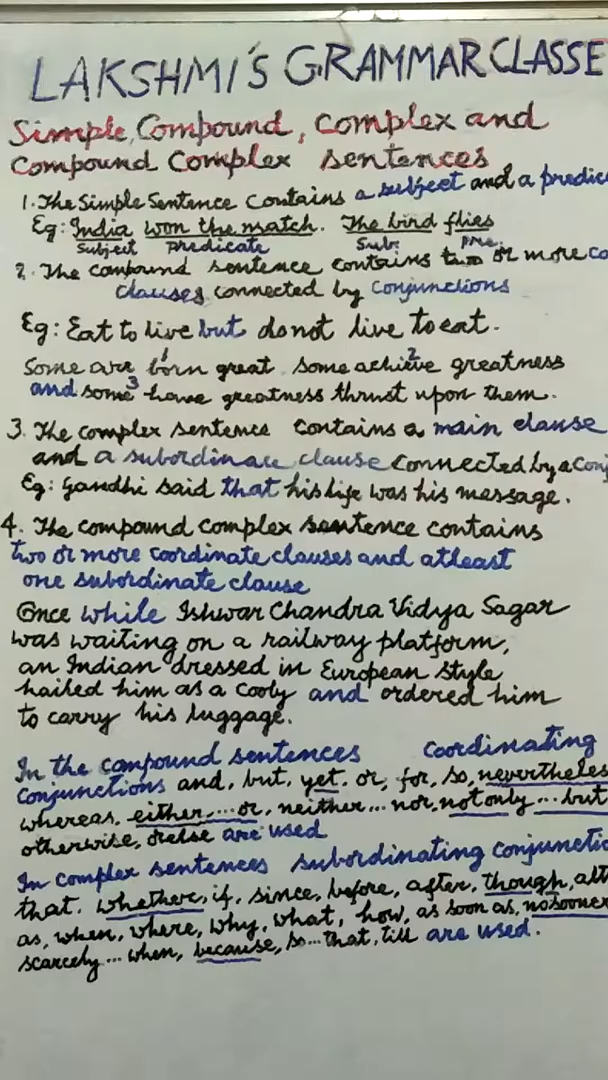 LAKSHMI'S GRAMMAR CLASSE
Simple, Compound, complex and
Compound Complex sentences
1. The Simple Sentence contains a subject and a predic
Eg: India won the match. The bird flies
Subject predicate Sub: Pre.
2. The compound sentence contains two or more co
clauses connected by conjunctions
Eg: Eat to live but do not live to eat.
1 2
Some are born great some achieve greatness
and some 3 have greatness thrust upon them.
3. The complex sentence contains a main clause
and a subordinate clause connected by a conj
Eg: Gandhi said that his life was his message.
4. The compound complex sentence contains
two or more coordinate clauses and atleast
one subordinate clause
Once while Ishwar Chandra Vidya Sagar
was waiting on a railway platform,
an Indian dressed in European style
hailed him as a cooly and ordered him
to carry his luggage.
In the compound sentences coordinating
conjunctions and, but, yet, or, for, so, neverthele
whereas, either....or, neither... nor, not only ... but
otherwise, orelse are used
In complex sentences subordinating conjunctio
that, whether, if, since, before, after, though, alt
as, when, where, why, what, how, as soon as, no sooner
scarcely... when, because, so...that, till are used.